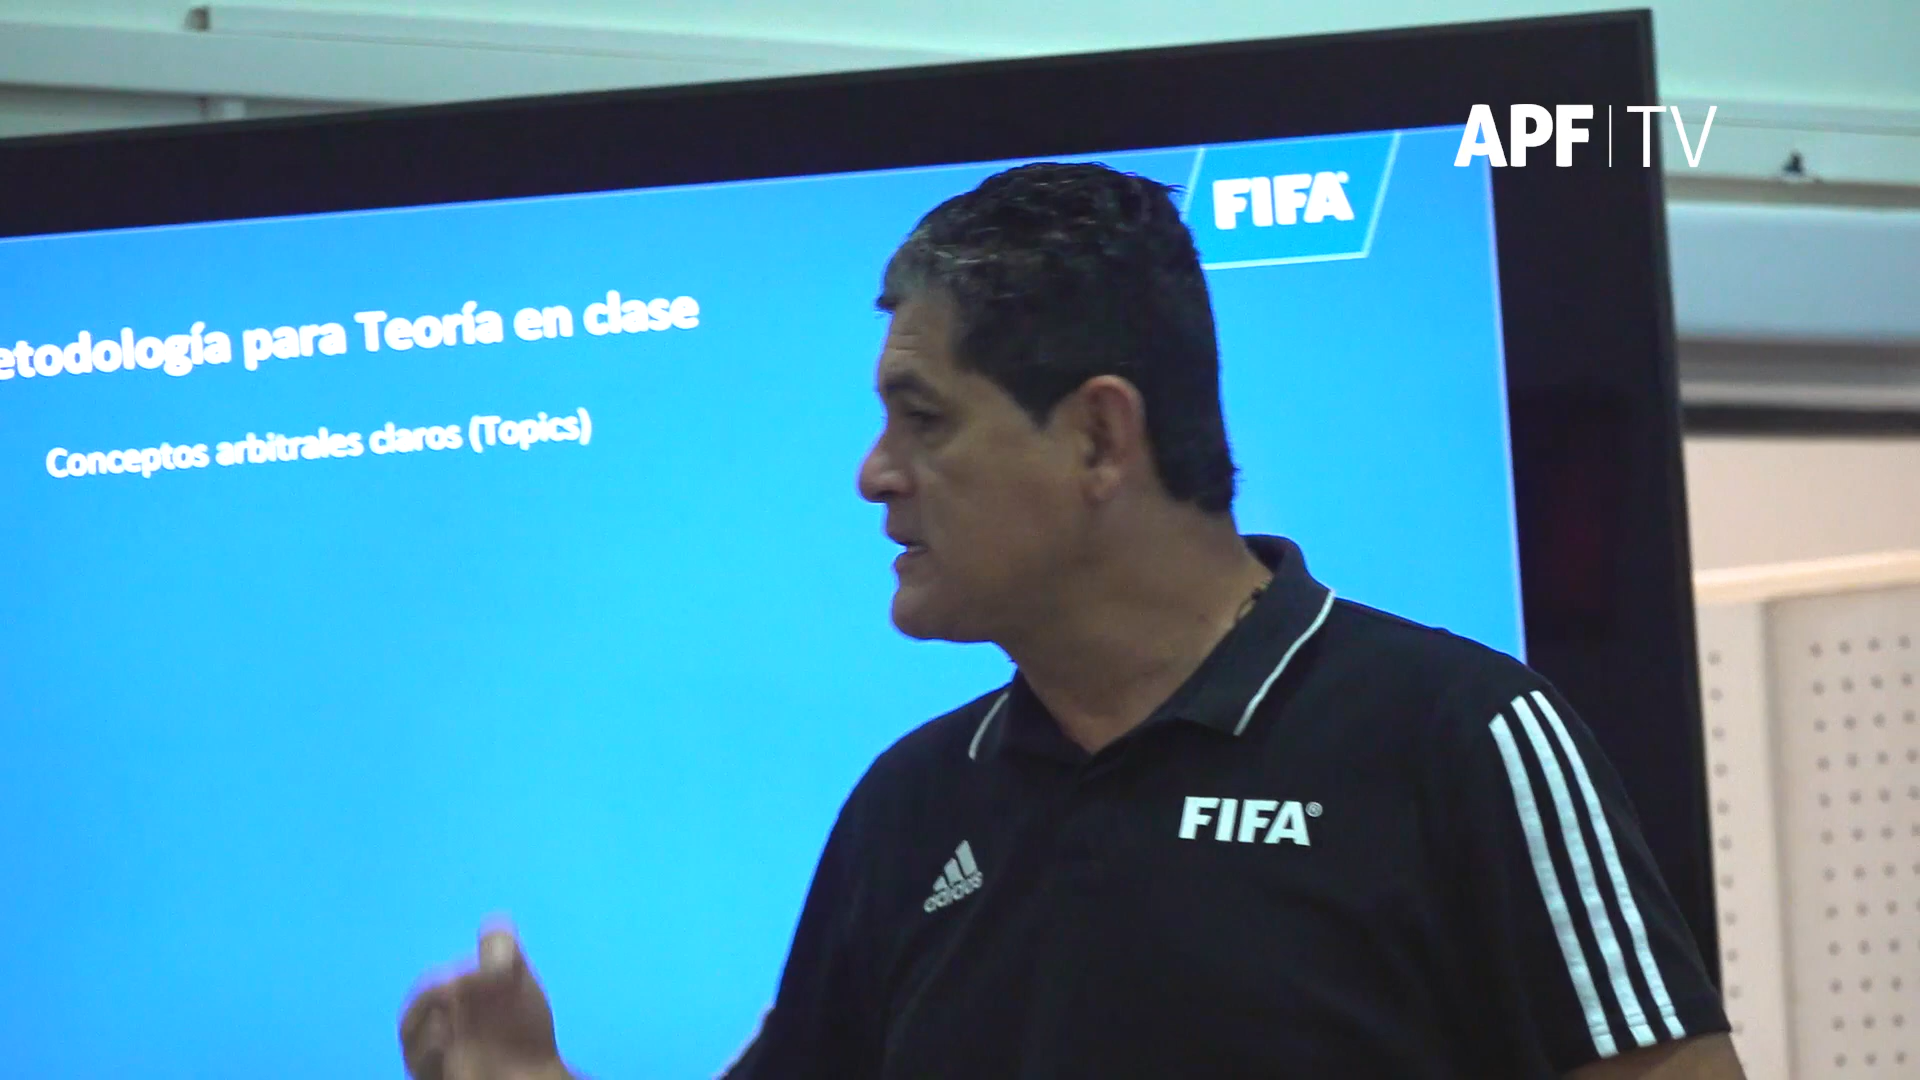 APF|TV
FIFA
etodología para Teoría en clase
Conceptos arbitrales claros (Topics)
FIFA®
adidas